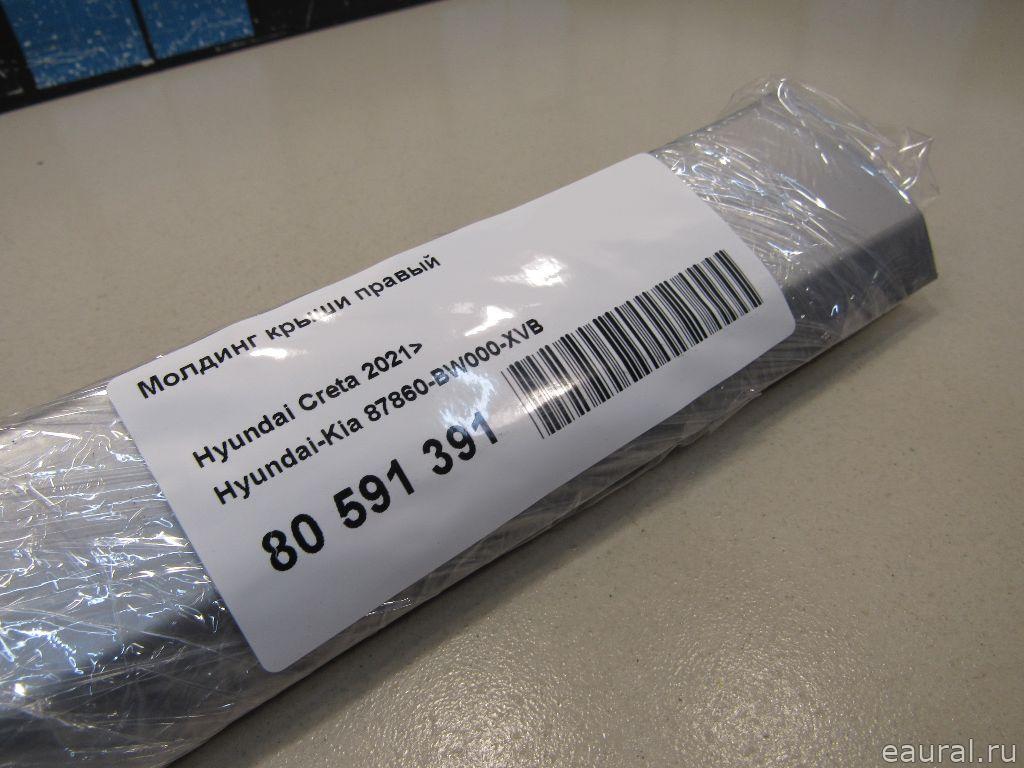 Молдинг крыши правый
Hyundai Creta 2021>
Hyundai-Kia 87860-BW000-XVB
80 591 391
eaural.ru